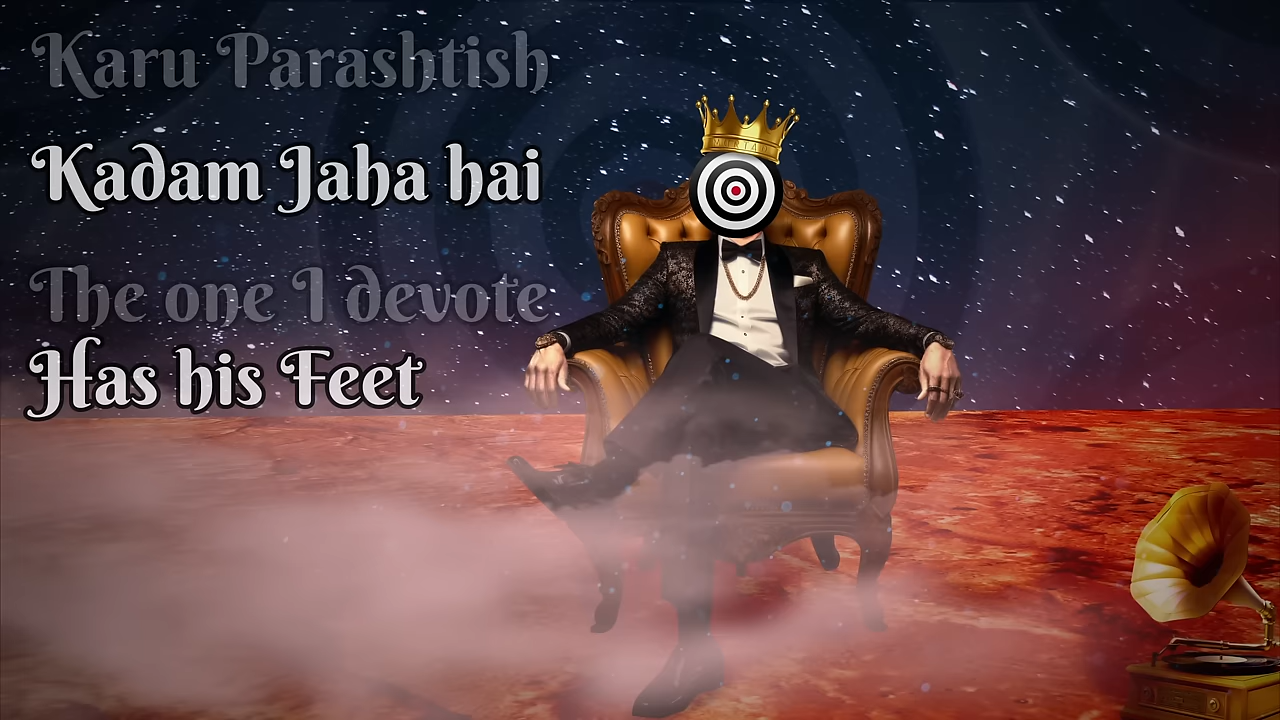 Karu Parashtish
Kadam Jaha hai
The one I devote
Has his Feet